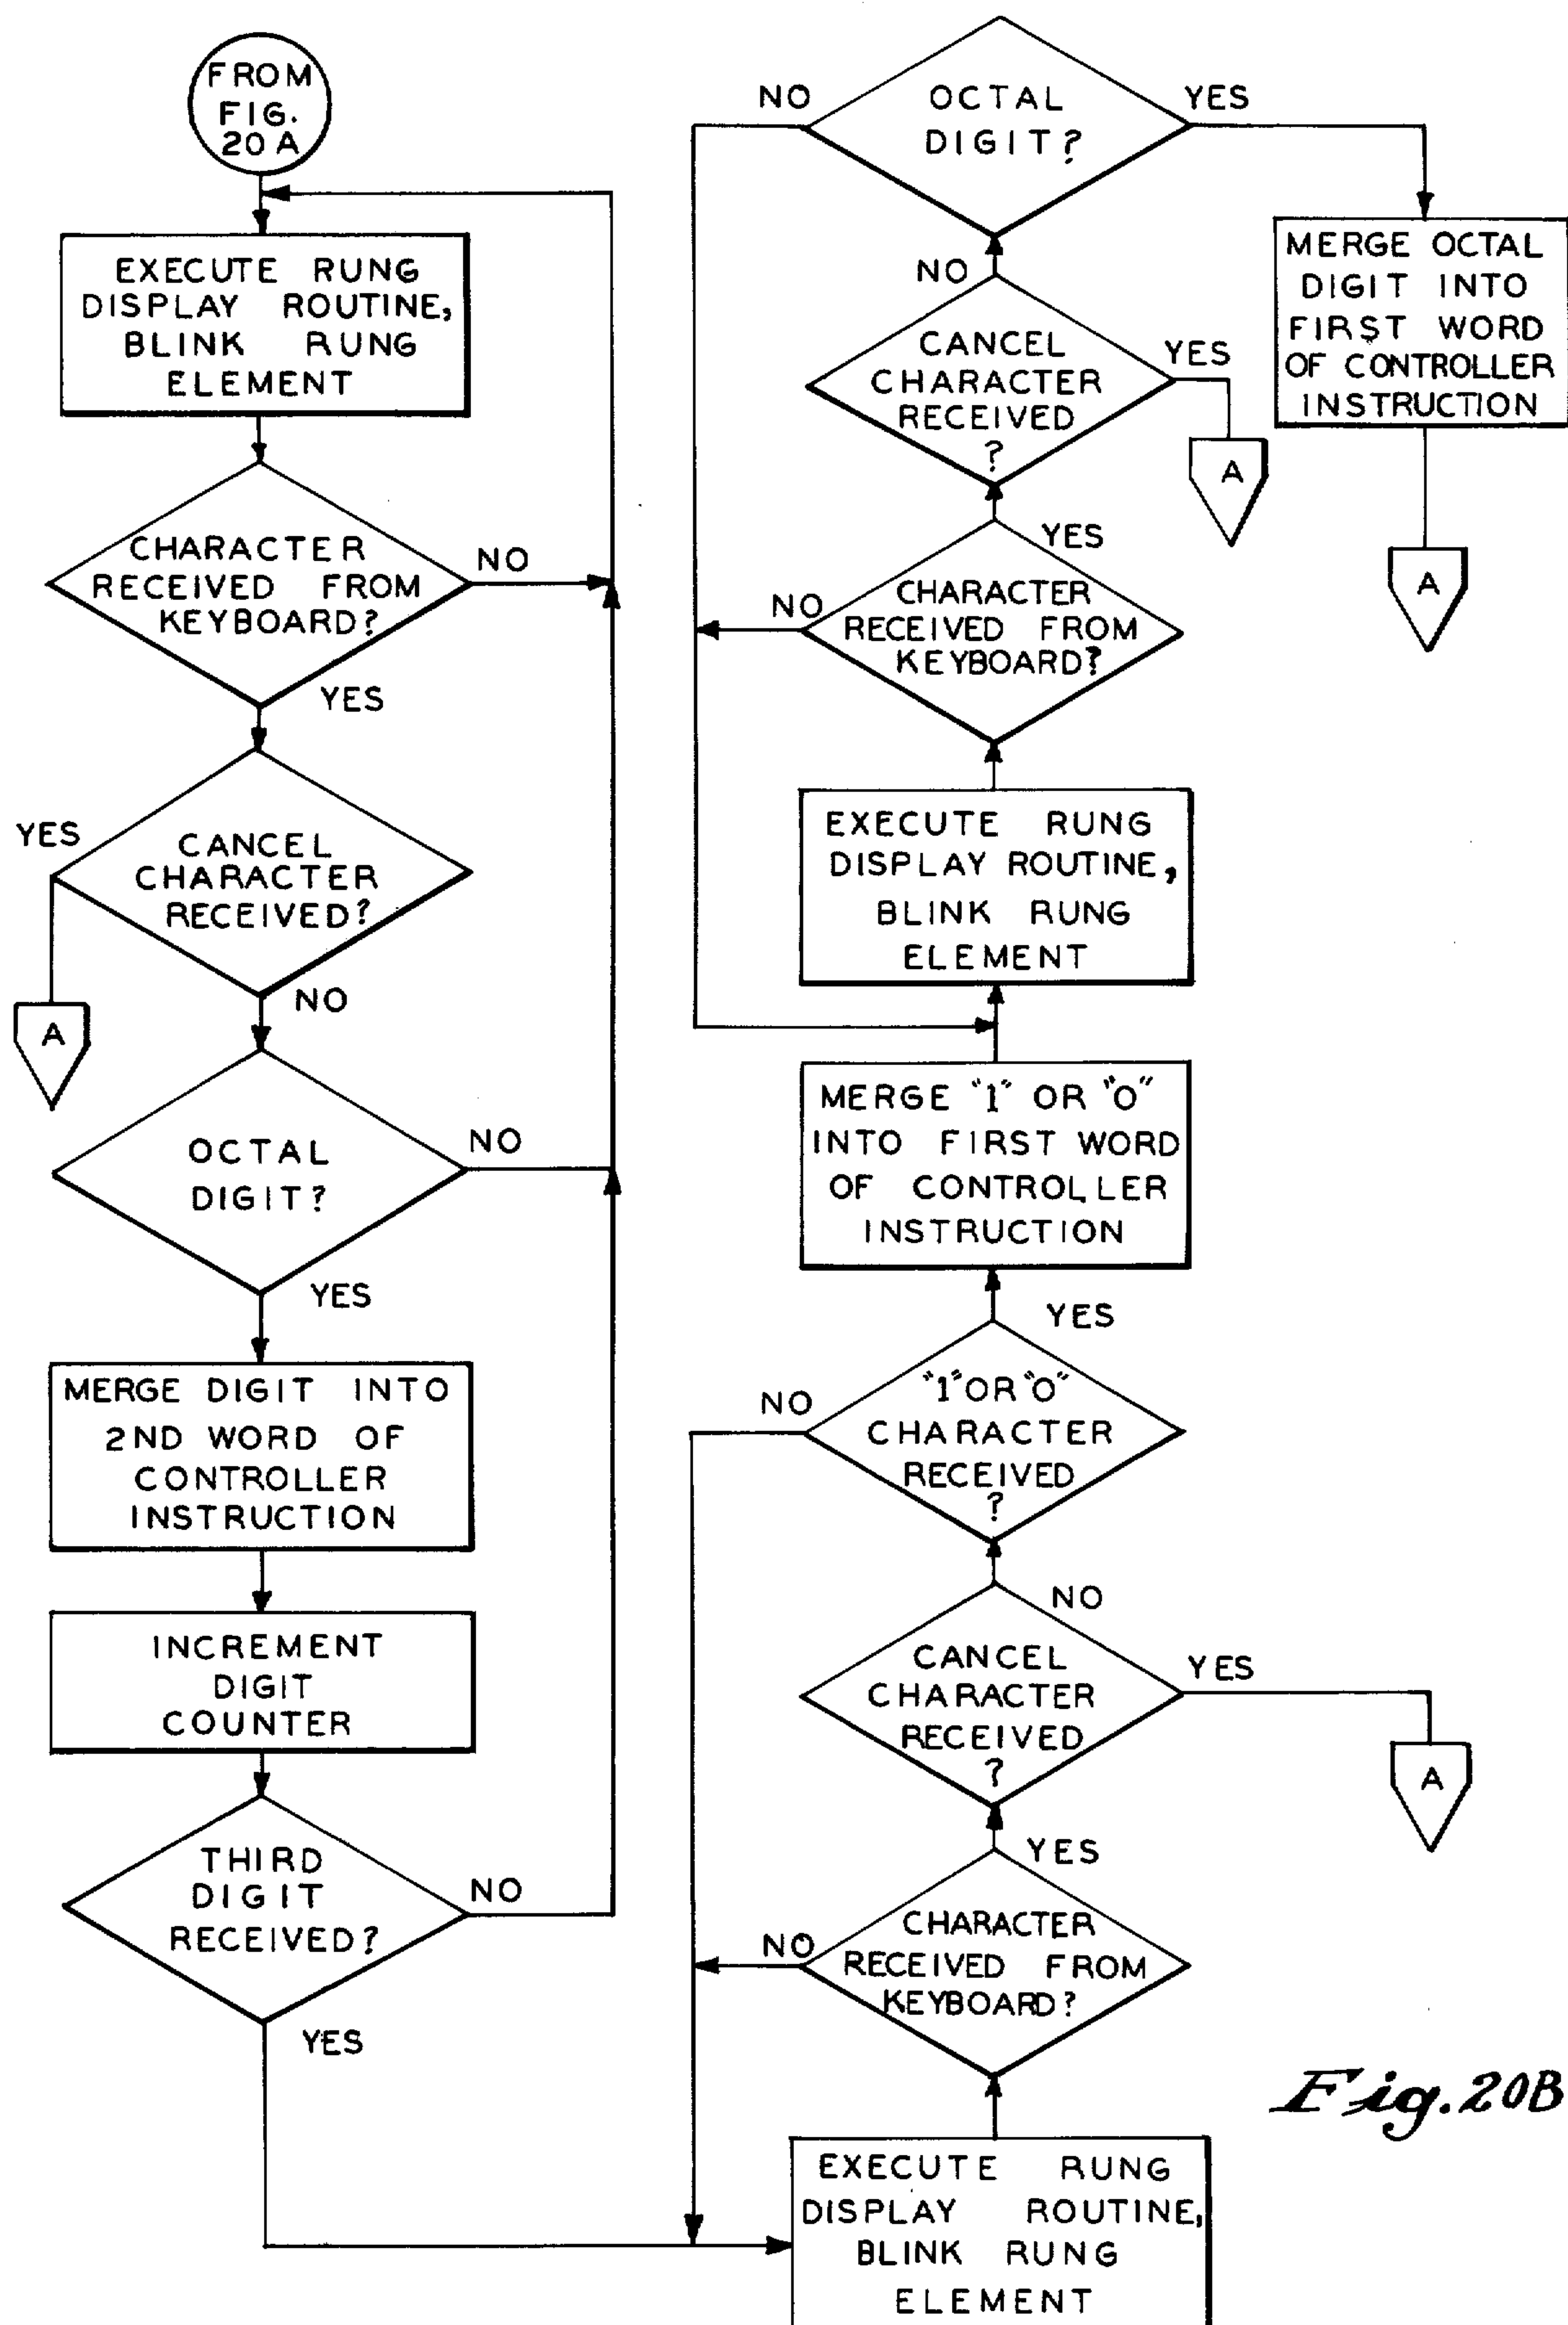 FROM
FIG.
20A
EXECUTE RUNG
DISPLAY ROUTINE,
BLINK RUNG
ELEMENT
CHARACTER
RECEIVED FROM
KEYBOARD?
NO
YES
CANCEL
CHARACTER
RECEIVED?
YES
A
NO
OCTAL
DIGIT?
NO
YES
MERGE DIGIT INTO
2ND WORD OF
CONTROLLER
INSTRUCTION
INCREMENT
DIGIT
COUNTER
THIRD
DIGIT
RECEIVED?
NO
YES
EXECUTE RUNG
DISPLAY ROUTINE,
BLINK RUNG
ELEMENT
CHARACTER
RECEIVED FROM
KEYBOARD?
NO
YES
CANCEL
CHARACTER
RECEIVED
?
YES
A
NO
"1" OR "0"
CHARACTER
RECEIVED
?
NO
YES
MERGE "1" OR "0"
INTO FIRST WORD
OF CONTROLLER
INSTRUCTION
EXECUTE RUNG
DISPLAY ROUTINE,
BLINK RUNG
ELEMENT
CHARACTER
RECEIVED FROM
KEYBOARD?
NO
YES
CANCEL
CHARACTER
RECEIVED
?
YES
A
NO
OCTAL
DIGIT?
NO
YES
MERGE OCTAL
DIGIT INTO
FIRST WORD
OF CONTROLLER
INSTRUCTION
A
Fig. 20B